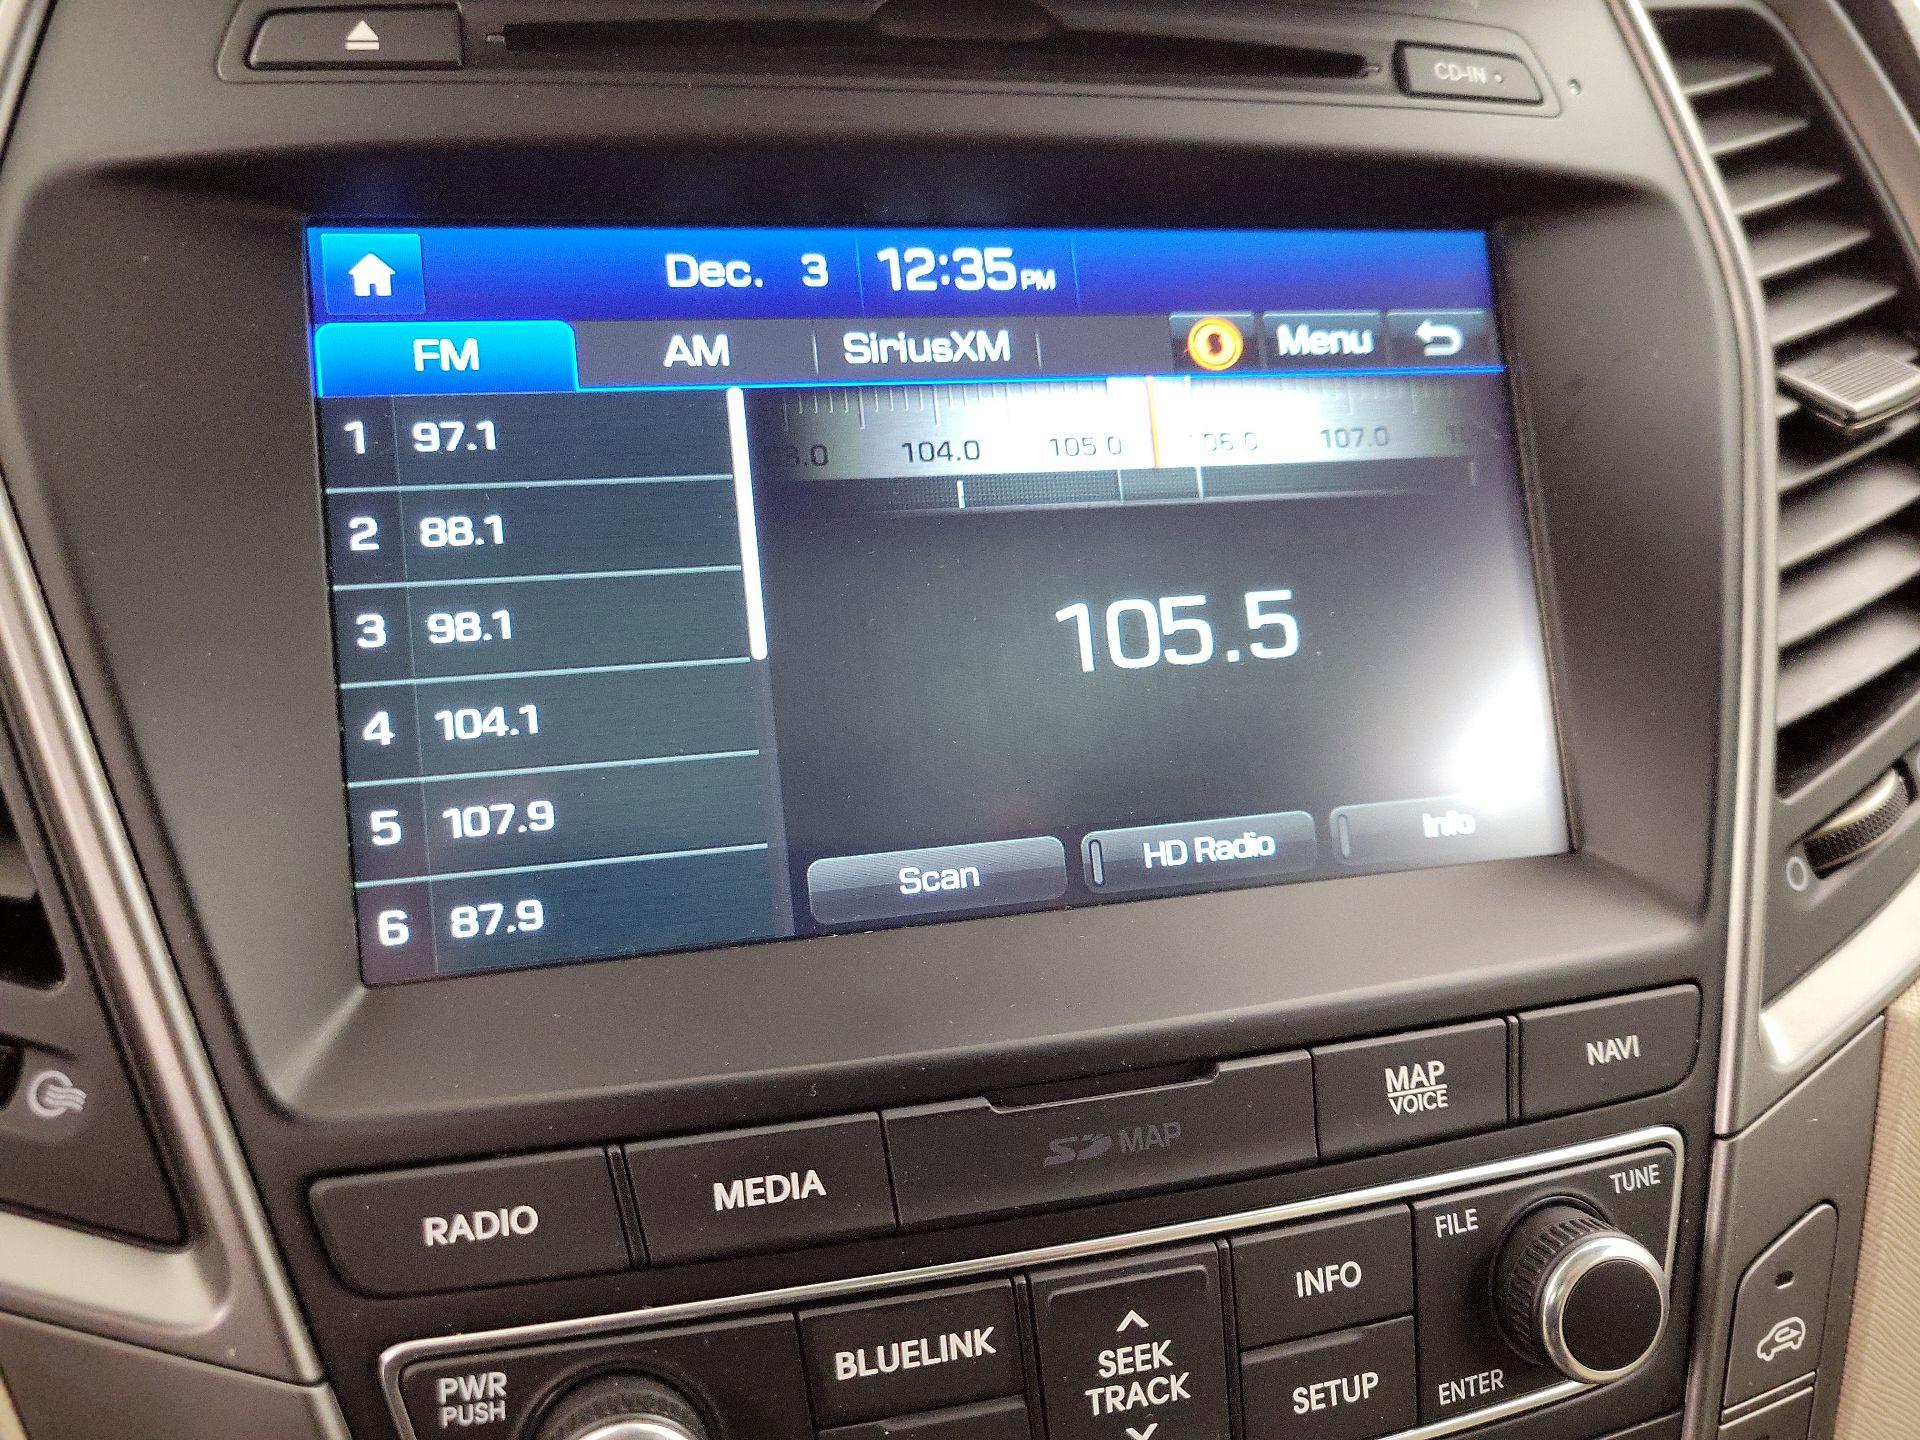 CD-IN
Dec. 3 12:35 PM
FM AM SiriusXM Menu
1 97.1
2 88.1
3 98.1
4 104.1
5 107.9
6 87.9
104.0 105.0 106.0 107.0
105.5
Scan HD Radio Info
RADIO MEDIA SD MAP MAP VOICE NAVI
PWR
PUSH
BLUELINK
SEEK
TRACK
INFO
SETUP
FILE
TUNE
ENTER